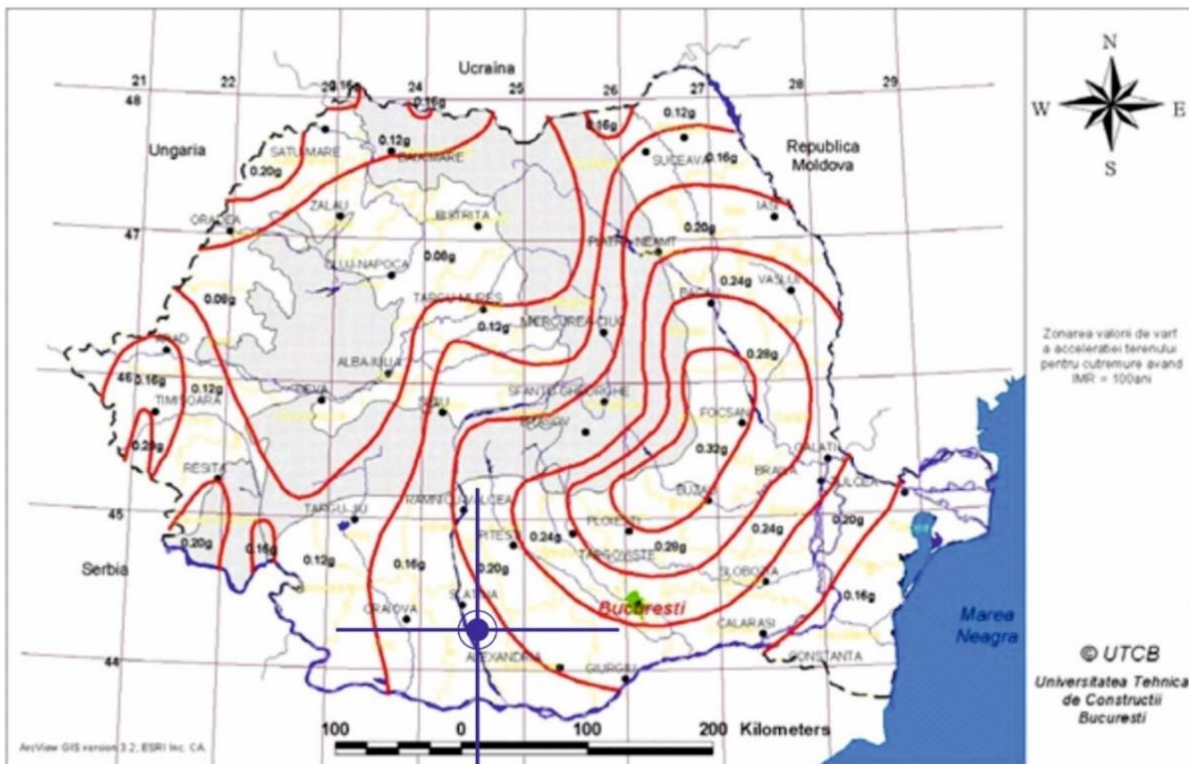 Ucraina
N
W
E
S
21
22
23
24
25
26
27
28
29
48
0.16g
0.16g
0.16g
0.12g
Ungaria
Republica
Moldova
SATU-MARE
0.12g
BAIA MARE
SUCEAVA
0.16g
0.20g
ZALAU
BISTRITA
IASI
ORADEA
0.20g
47
PIATRA-NEAMT
CLUJ-NAPOCA
0.08g
0.08g
0.24g
VASLUI
BACAU
TARGU-MURES
0.12g
MIERCUREA-CIUC
Zonarea valorii de varf
a acceleratiei terenului
pentru cutremure avand
IMR = 100ani
ARAD
ALBA-IULIA
0.28g
46
0.16g
0.12g
DEVA
SIBIU
SFANTU GHEORGHE
TIMISOARA
BRASOV
FOCSANI
0.20g
0.32g
GALATI
RESITA
BRAILA
TULCEA
BUZAU
45
TARGU-JIU
RAMNICU-VALCEA
0.20g
PLOIESTI
0.24g
PITESTI
0.24g
0.20g
0.16g
TARGOVISTE
0.28g
Serbia
0.12g
0.16g
0.20g
SLOBOZIA
SLATINA
0.16g
Bucuresti
CRAIOVA
CALARASI
Marea
Neagra
44
ALEXANDRIA
GIURGIU
CONSTANTA
© UTCB
Universitatea Tehnica
de Constructii
Bucuresti
100
0
100
200
Kilometers
ArcView GIS version 3.2, ESRI Inc. CA